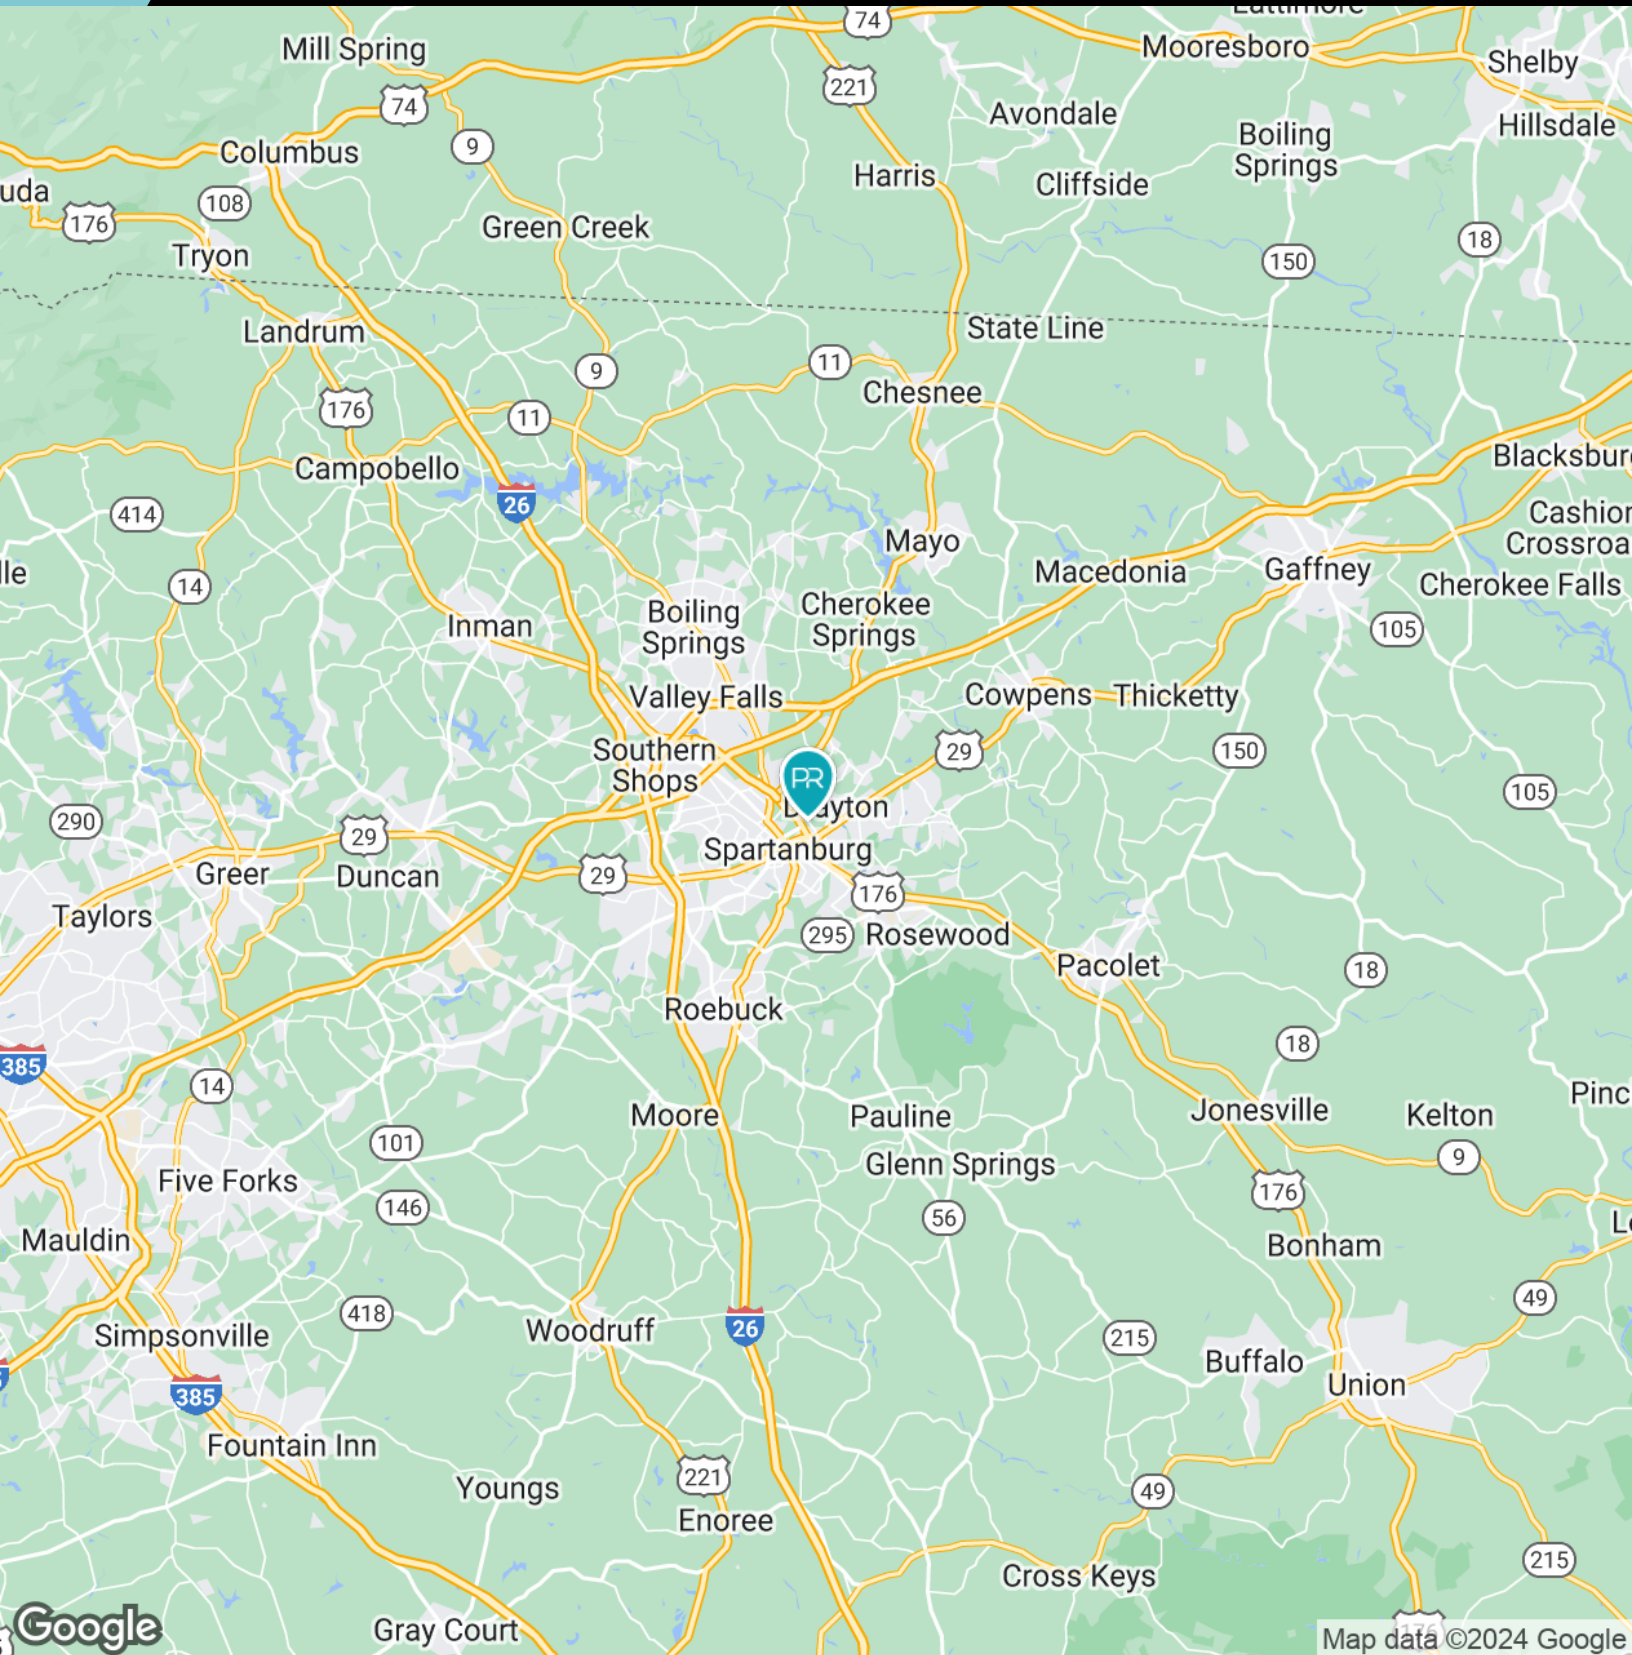 Lattimore
74
Mill Spring
Mooresboro
Shelby
221
74
Avondale
Hillsdale
Boiling
Springs
9
Columbus
Harris
Cliffside
uda
108
176
Green Creek
18
Tryon
150
Landrum
State Line
11
9
Chesnee
176
11
Campobello
Blacksbur
26
414
Cashion
Crossroa
Mayo
lle
Macedonia
Gaffney
14
Cherokee Falls
Boiling
Springs
Cherokee
Springs
Inman
105
Valley Falls
Cowpens
Thicketty
Southern
Shops
29
150
PR
Drayton
105
290
29
Spartanburg
Greer
Duncan
29
176
Taylors
295
Rosewood
Pacolet
18
Roebuck
18
385
14
Moore
Pauline
Jonesville
Kelton
Pinc
101
9
Glenn Springs
Five Forks
176
146
56
L
Mauldin
Bonham
49
418
26
Simpsonville
Woodruff
215
Buffalo
Union
385
Fountain Inn
221
Youngs
49
Enoree
215
Cross Keys
Google
Gray Court
176
Map data ©2024 Google